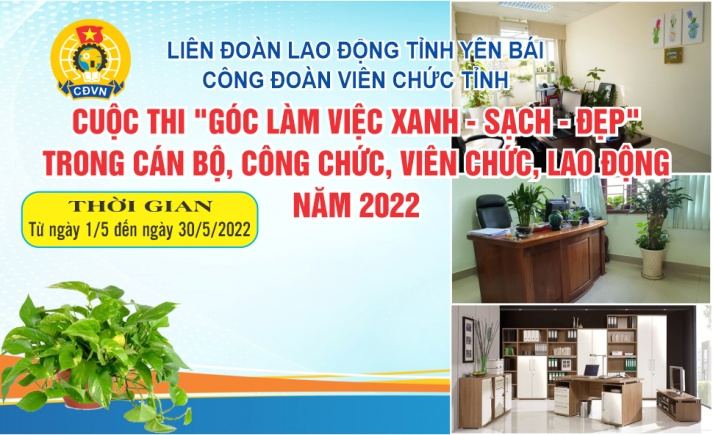 CĐVN
LIÊN ĐOÀN LAO ĐỘNG TỈNH YÊN BÁI
CÔNG ĐOÀN VIÊN CHỨC TỈNH
CUỘC THI "GÓC LÀM VIỆC XANH - SẠCH - ĐẸP"
TRONG CÁN BỘ, CÔNG CHỨC, VIÊN CHỨC, LAO ĐỘNG
NĂM 2022
THỜI GIAN
Từ ngày 1/5 đến ngày 30/5/2022